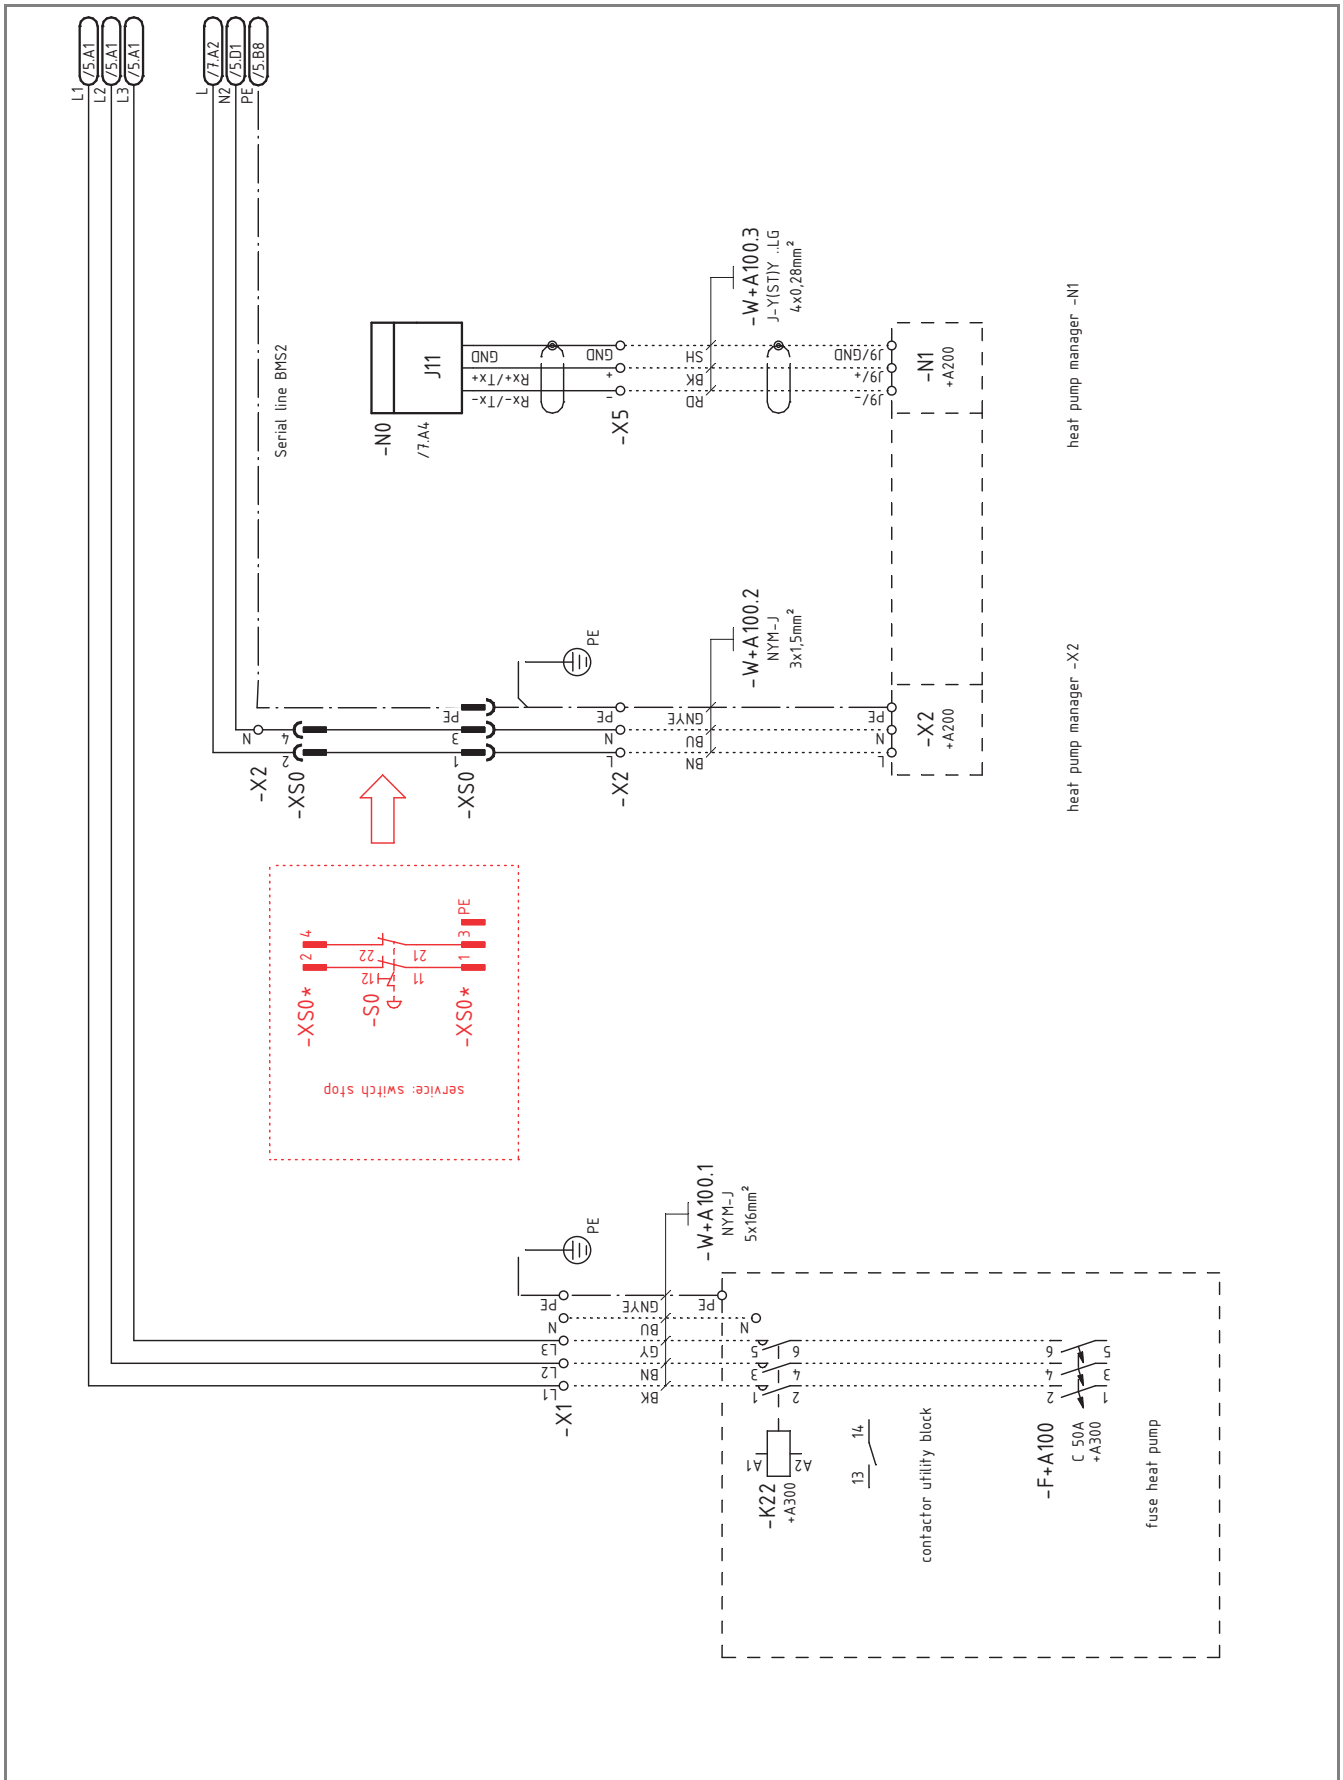 /5.A1
/5.A1
/5.A1
/7.A2
/5.D1
/5.B8
L1
L2
L3
L
N2
PE
Serial line BMS2
-N0
/7.A4
J11
GND
Rx+/Tx+
Rx-/Tx-
GND
+
-
-X5
SH
BK
RD
-W+A100.3
J-Y(ST)Y ..LG
4x0,28mm²
J9/GND
J9/+
J9/-
-N1
+A200
heat pump manager -N1
N
4
2
-X2
-XS0
PE
3
1
-XS0
PE
PE
N
L
-X2
GNYE
BU
BN
-W+A100.2
NYM-J
3x1,5mm²
PE
N
L
-X2
+A200
heat pump manager -X2
4
2
-XS0*
22
21
12
11
-S0
PE
3
1
-XS0*
service: switch stop
PE
PE
N
L3
L2
L1
-X1
GNYE
BU
GY
BN
BK
-W+A100.1
NYM-J
5x16mm²
PE
N
5
6
3
4
1
2
A1
A2
-K22
+A300
14
13
contactor utility block
6
5
4
3
2
1
-F+A100
C 50A
+A300
fuse heat pump